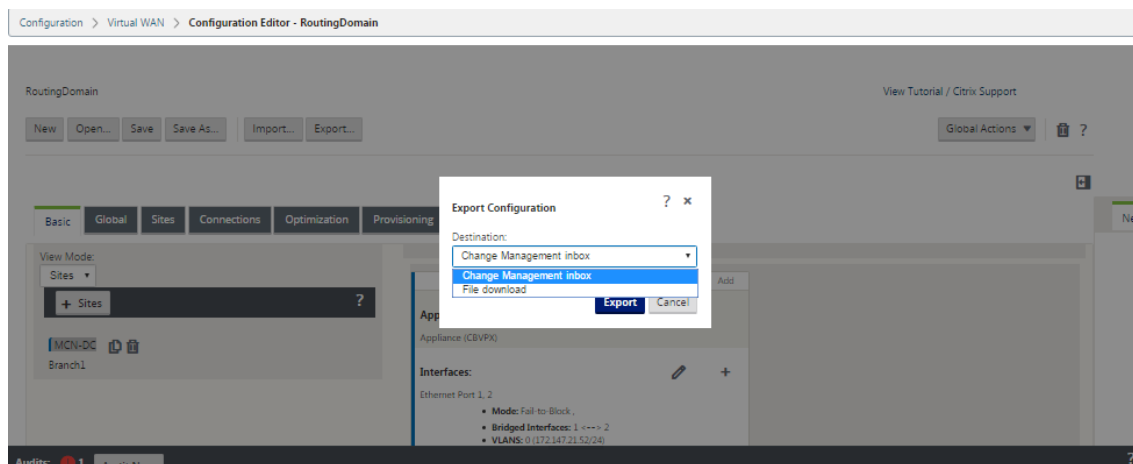 Configuration > Virtual WAN > Configuration Editor - RoutingDomain
RoutingDomain
View Tutorial / Citrix Support
New Open... Save Save As... Import... Export...
Global Actions ?
Export Configuration ? ×
Basic Global Sites Connections Optimization Provisioning
Ne
Destination:
Change Management inbox
Change Management inbox
File download
Export Cancel
View Mode:
Sites
+ Sites ?
MCN-DC
Branch1
Add
App
Appliance (CBVPX)
Interfaces: +
Ethernet Port 1, 2
• Mode: Fail-to-Block ,
• Bridged Interfaces: 1 <--> 2
• VLANS: 0 (172.147.21.52/24)
Audits: 1
?